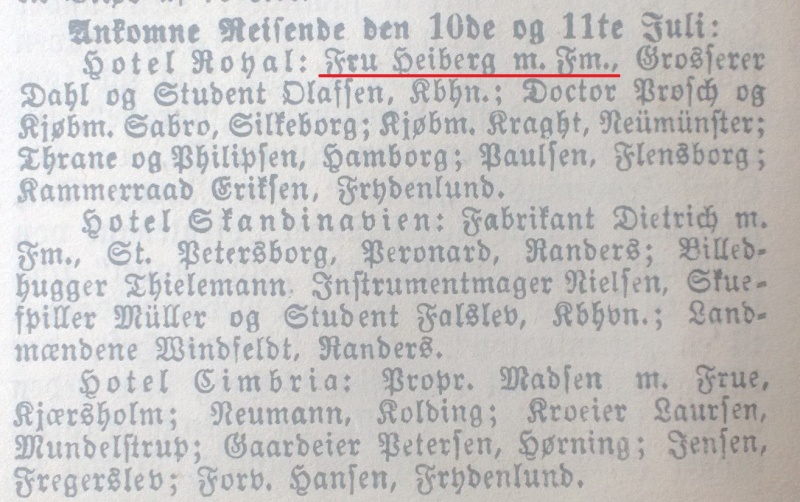 Ankomne Reisende den 10de og 11te Juli:
Hotel Royal: Fru Heiberg m. Fm., Grosserer
Dahl og Student Olafsen, Kbhn.; Doctor Prosch og
Kjøbm. Sabro, Silkeborg; Kjøbm. Kraght, Neümünster;
Thrane og Philipsen, Hamborg; Paulsen, Flensborg;
Kammerraad Eriksen, Frydenlund.
Hotel Skandinavien: Fabrikant Dietrich m.
Fm., St. Petersborg, Peronard, Randers; Billed-
hugger Thielemann Instrumentmager Nielsen, Skue-
spiller Müller og Student Falslev, Kbhvn.; Land-
mændene Windfeldt, Randers.
Hotel Cimbria: Propr. Madsen m. Frue,
Kjærsholm; Neumann, Kolding; Kroeier Laursen,
Mundelstrup; Gaardeier Petersen, Hørning; Jensen,
Fregerslev; Forv. Hansen, Frydenlund.